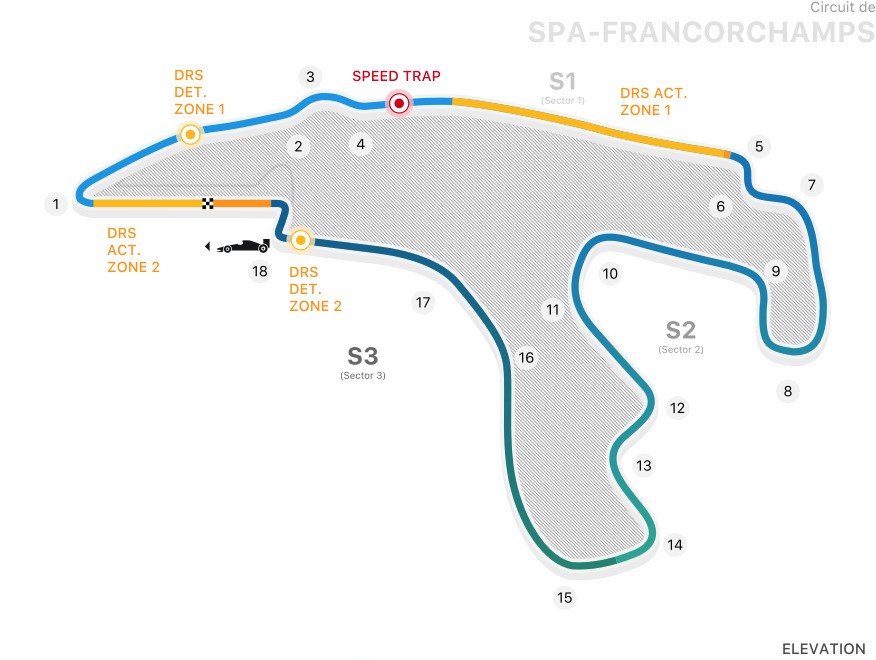 Circuit de
SPA-FRANCORCHAMPS
DRS
DET.
ZONE 1
3
SPEED TRAP
S1
(Sector 1)
DRS ACT.
ZONE 1
2
4
5
7
1
6
DRS
ACT.
ZONE 2
18
DRS
DET.
ZONE 2
17
10
9
11
S2
(Sector 2)
S3
(Sector 3)
16
8
12
13
14
15
ELEVATION